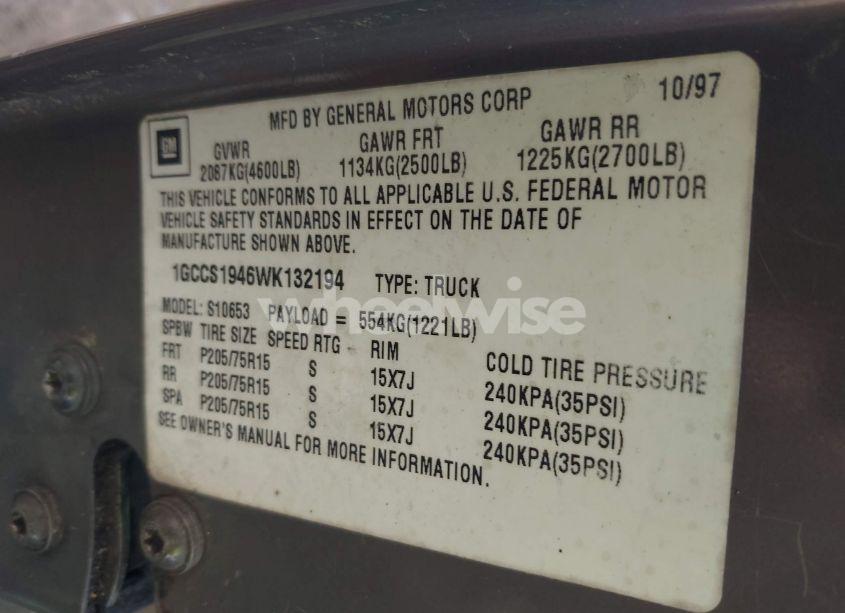 MFD BY GENERAL MOTORS CORP 10/97
GM
GVWR GAWR FRT GAWR RR
2087KG(4600LB) 1134KG(2500LB) 1225KG(2700LB)
THIS VEHICLE CONFORMS TO ALL APPLICABLE U.S. FEDERAL MOTOR
VEHICLE SAFETY STANDARDS IN EFFECT ON THE DATE OF
MANUFACTURE SHOWN ABOVE.
1GCCS1946WK132194 TYPE: TRUCK
wheelwise
MODEL: S10653 PAYLOAD = 554KG(1221LB)
SPBW TIRE SIZE SPEED RTG RIM COLD TIRE PRESSURE
FRT P205/75R15 S 15X7J 240KPA(35PSI)
RR P205/75R15 S 15X7J 240KPA(35PSI)
SPA P205/75R15 S 15X7J 240KPA(35PSI)
SEE OWNER'S MANUAL FOR MORE INFORMATION.